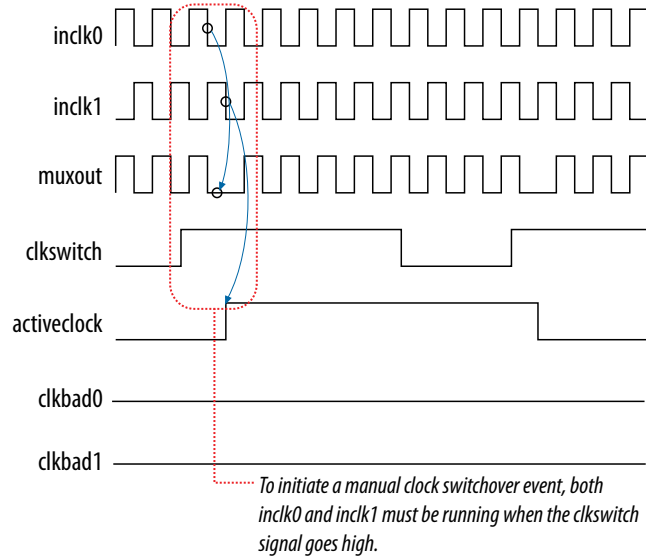 inclk0
inclk1
muxout
clkswitch
activeclock
clkbad0
clkbad1
To initiate a manual clock switchover event, both
inclk0 and inclk1 must be running when the clkswitch
signal goes high.